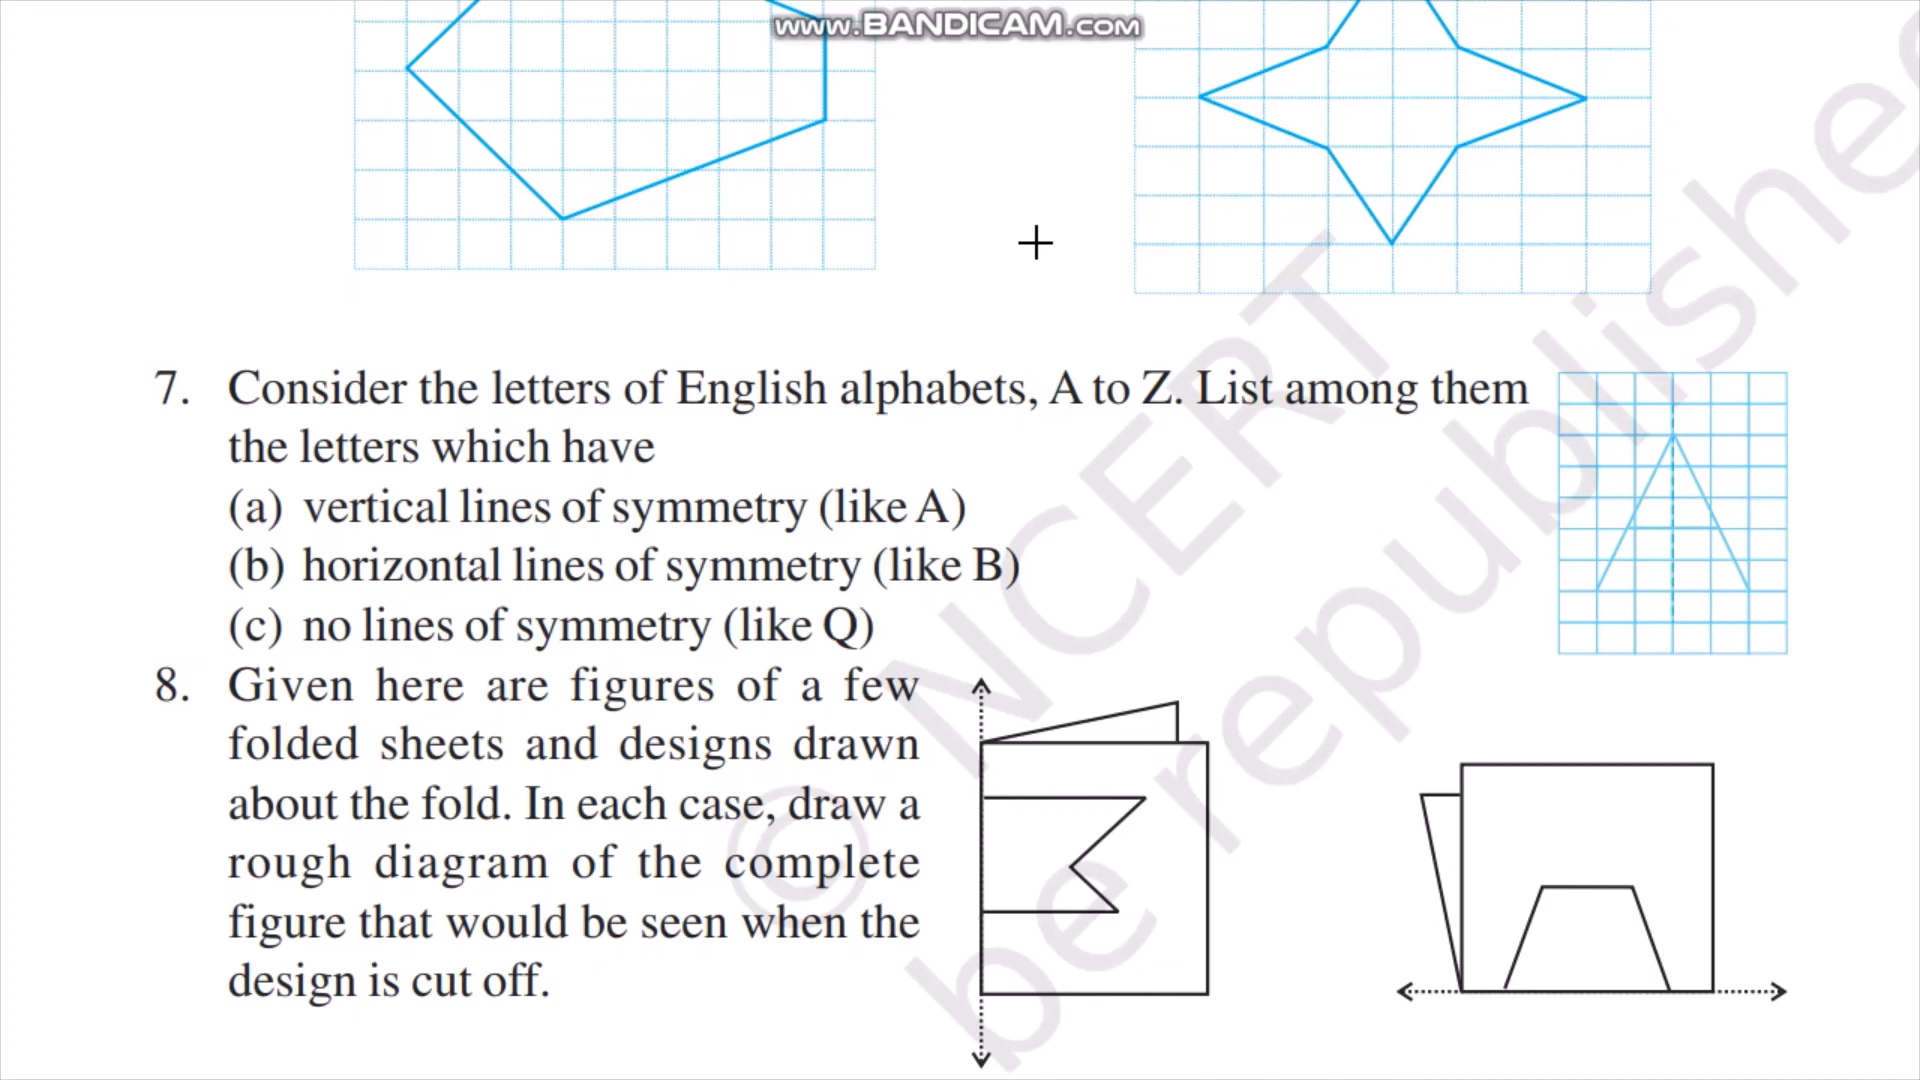 www.BANDICAM.com
7. Consider the letters of English alphabets, A to Z. List among them
the letters which have
(a) vertical lines of symmetry (like A)
(b) horizontal lines of symmetry (like B)
(c) no lines of symmetry (like Q)
8. Given here are figures of a few
folded sheets and designs drawn
about the fold. In each case, draw a
rough diagram of the complete
figure that would be seen when the
design is cut off.
© NCERT
be republishe